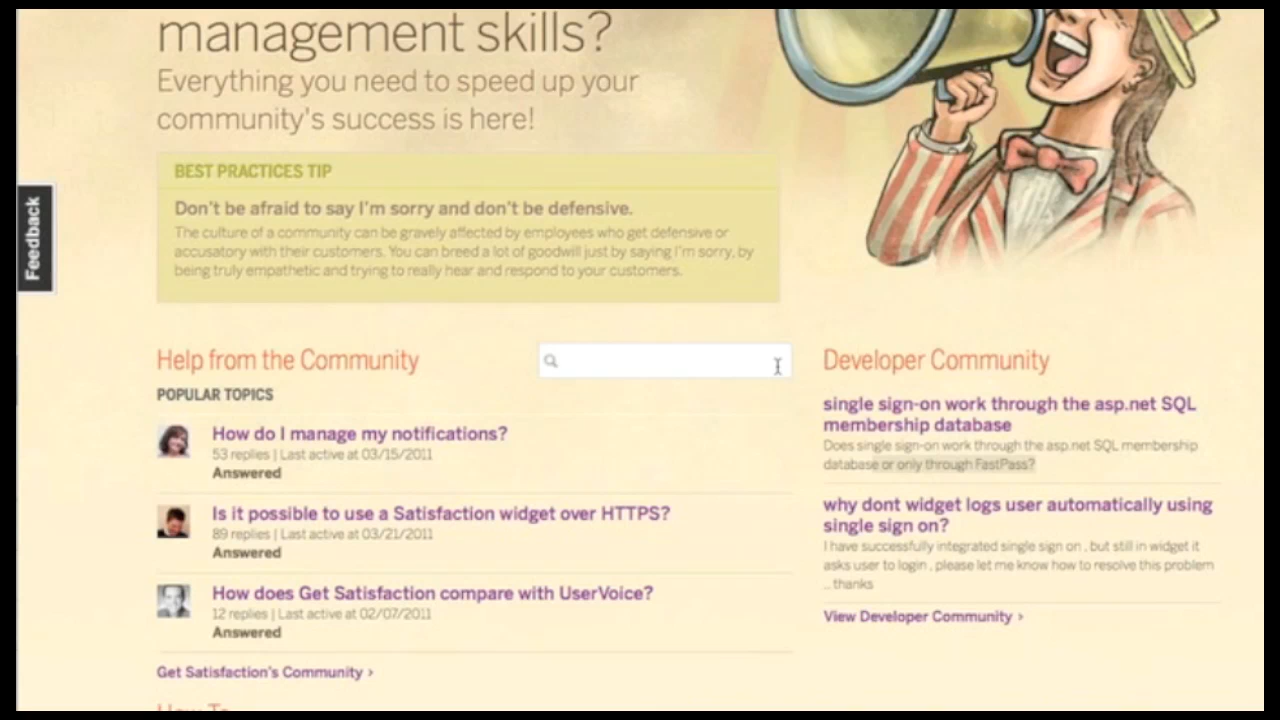 management skills?
Everything you need to speed up your
community's success is here!
BEST PRACTICES TIP
Don't be afraid to say I'm sorry and don't be defensive.
The culture of a community can be gravely affected by employees who get defensive or
accusatory with their customers. You can breed a lot of goodwill just by saying I'm sorry, by
being truly empathetic and trying to really hear and respond to your customers.
Feedback
Help from the Community
POPULAR TOPICS
How do I manage my notifications?
53 replies | Last active at 03/15/2011
Answered
Is it possible to use a Satisfaction widget over HTTPS?
89 replies | Last active at 03/21/2011
Answered
How does Get Satisfaction compare with UserVoice?
12 replies | Last active at 02/07/2011
Answered
Get Satisfaction's Community >
How To
Developer Community
single sign-on work through the asp.net SQL
membership database
Does single sign-on work through the asp.net SQL membership
database or only through FastPass?
why dont widget logs user automatically using
single sign on?
I have successfully integrated single sign on , but still in widget it
asks user to login , please let me know how to resolve this problem
.. thanks
View Developer Community >